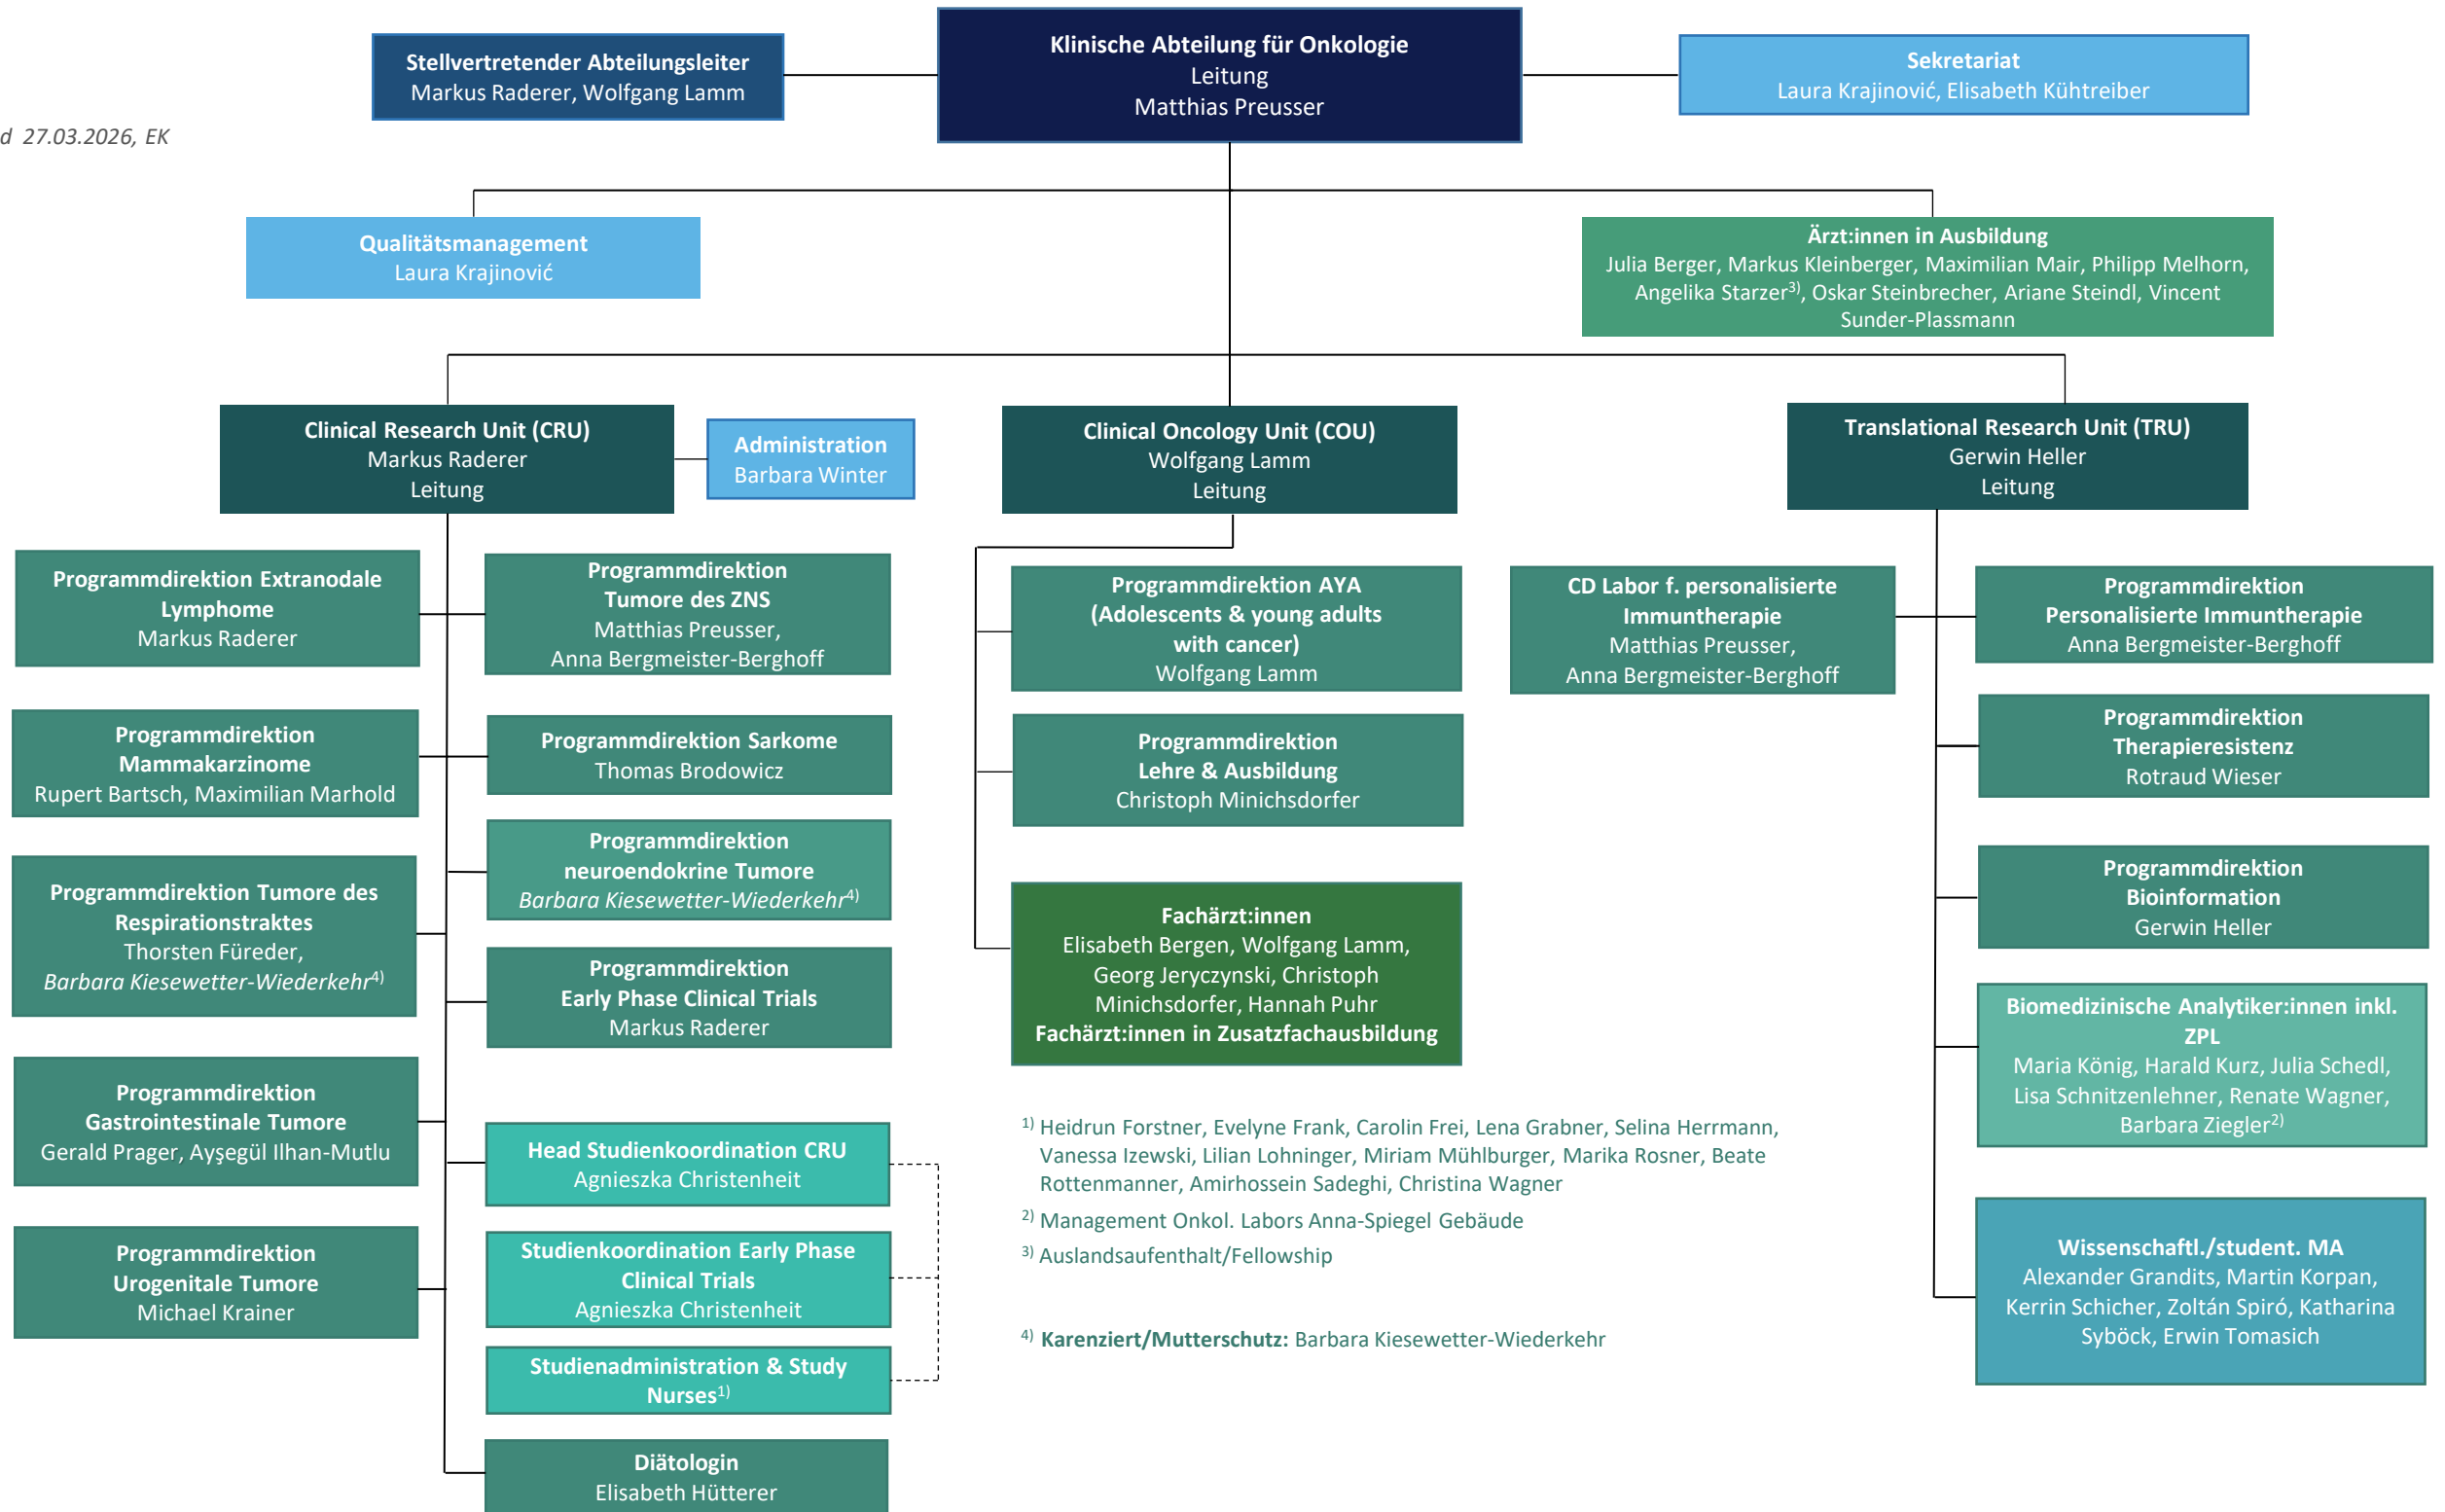 Klinische Abteilung für Onkologie
Leitung
Matthias Preusser
Stellvertretender Abteilungsleiter
Markus Raderer, Wolfgang Lamm
Sekretariat
Laura Krajinović, Elisabeth Kühtreiber
d 27.03.2026, EK
Qualitätsmanagement
Laura Krajinović
Ärzt:innen in Ausbildung
Julia Berger, Markus Kleinberger, Maximilian Mair, Philipp Melhorn,
Angelika Starzer3), Oskar Steinbrecher, Ariane Steindl, Vincent
Sunder-Plassmann
Clinical Research Unit (CRU)
Markus Raderer
Leitung
Administration
Barbara Winter
Clinical Oncology Unit (COU)
Wolfgang Lamm
Leitung
Translational Research Unit (TRU)
Gerwin Heller
Leitung
Programmdirektion Extranodale
Lymphome
Markus Raderer
Programmdirektion
Tumore des ZNS
Matthias Preusser,
Anna Bergmeister-Berghoff
Programmdirektion
Mammakarzinome
Rupert Bartsch, Maximilian Marhold
Programmdirektion Sarkome
Thomas Brodowicz
Programmdirektion Tumore des
Respirationstraktes
Thorsten Füreder,
Barbara Kiesewetter-Wiederkehr4)
Programmdirektion
neuroendokrine Tumore
Barbara Kiesewetter-Wiederkehr4)
Programmdirektion
Early Phase Clinical Trials
Markus Raderer
Programmdirektion
Gastrointestinale Tumore
Gerald Prager, Ayşegül Ilhan-Mutlu
Head Studienkoordination CRU
Agnieszka Christenheit
Programmdirektion
Urogenitale Tumore
Michael Krainer
Studienkoordination Early Phase
Clinical Trials
Agnieszka Christenheit
Studienadministration & Study
Nurses1)
Diätologin
Elisabeth Hütterer
Programmdirektion AYA
(Adolescents & young adults
with cancer)
Wolfgang Lamm
Programmdirektion
Lehre & Ausbildung
Christoph Minichsdorfer
Fachärzt:innen
Elisabeth Bergen, Wolfgang Lamm,
Georg Jeryczynski, Christoph
Minichsdorfer, Hannah Puhr
Fachärzt:innen in Zusatzfachausbildung
1) Heidrun Forstner, Evelyne Frank, Carolin Frei, Lena Grabner, Selina Herrmann,
Vanessa Izewski, Lilian Lohninger, Miriam Mühlburger, Marika Rosner, Beate
Rottenmanner, Amirhossein Sadeghi, Christina Wagner
2) Management Onkol. Labors Anna-Spiegel Gebäude
3) Auslandsaufenthalt/Fellowship
4) Karenziert/Mutterschutz: Barbara Kiesewetter-Wiederkehr
CD Labor f. personalisierte
Immuntherapie
Matthias Preusser,
Anna Bergmeister-Berghoff
Programmdirektion
Personalisierte Immuntherapie
Anna Bergmeister-Berghoff
Programmdirektion
Therapieresistenz
Rotraud Wieser
Programmdirektion
Bioinformation
Gerwin Heller
Biomedizinische Analytiker:innen inkl.
ZPL
Maria König, Harald Kurz, Julia Schedl,
Lisa Schnitzenlehner, Renate Wagner,
Barbara Ziegler2)
Wissenschaftl./student. MA
Alexander Grandits, Martin Korpan,
Kerrin Schicher, Zoltán Spiró, Katharina
Syböck, Erwin Tomasich